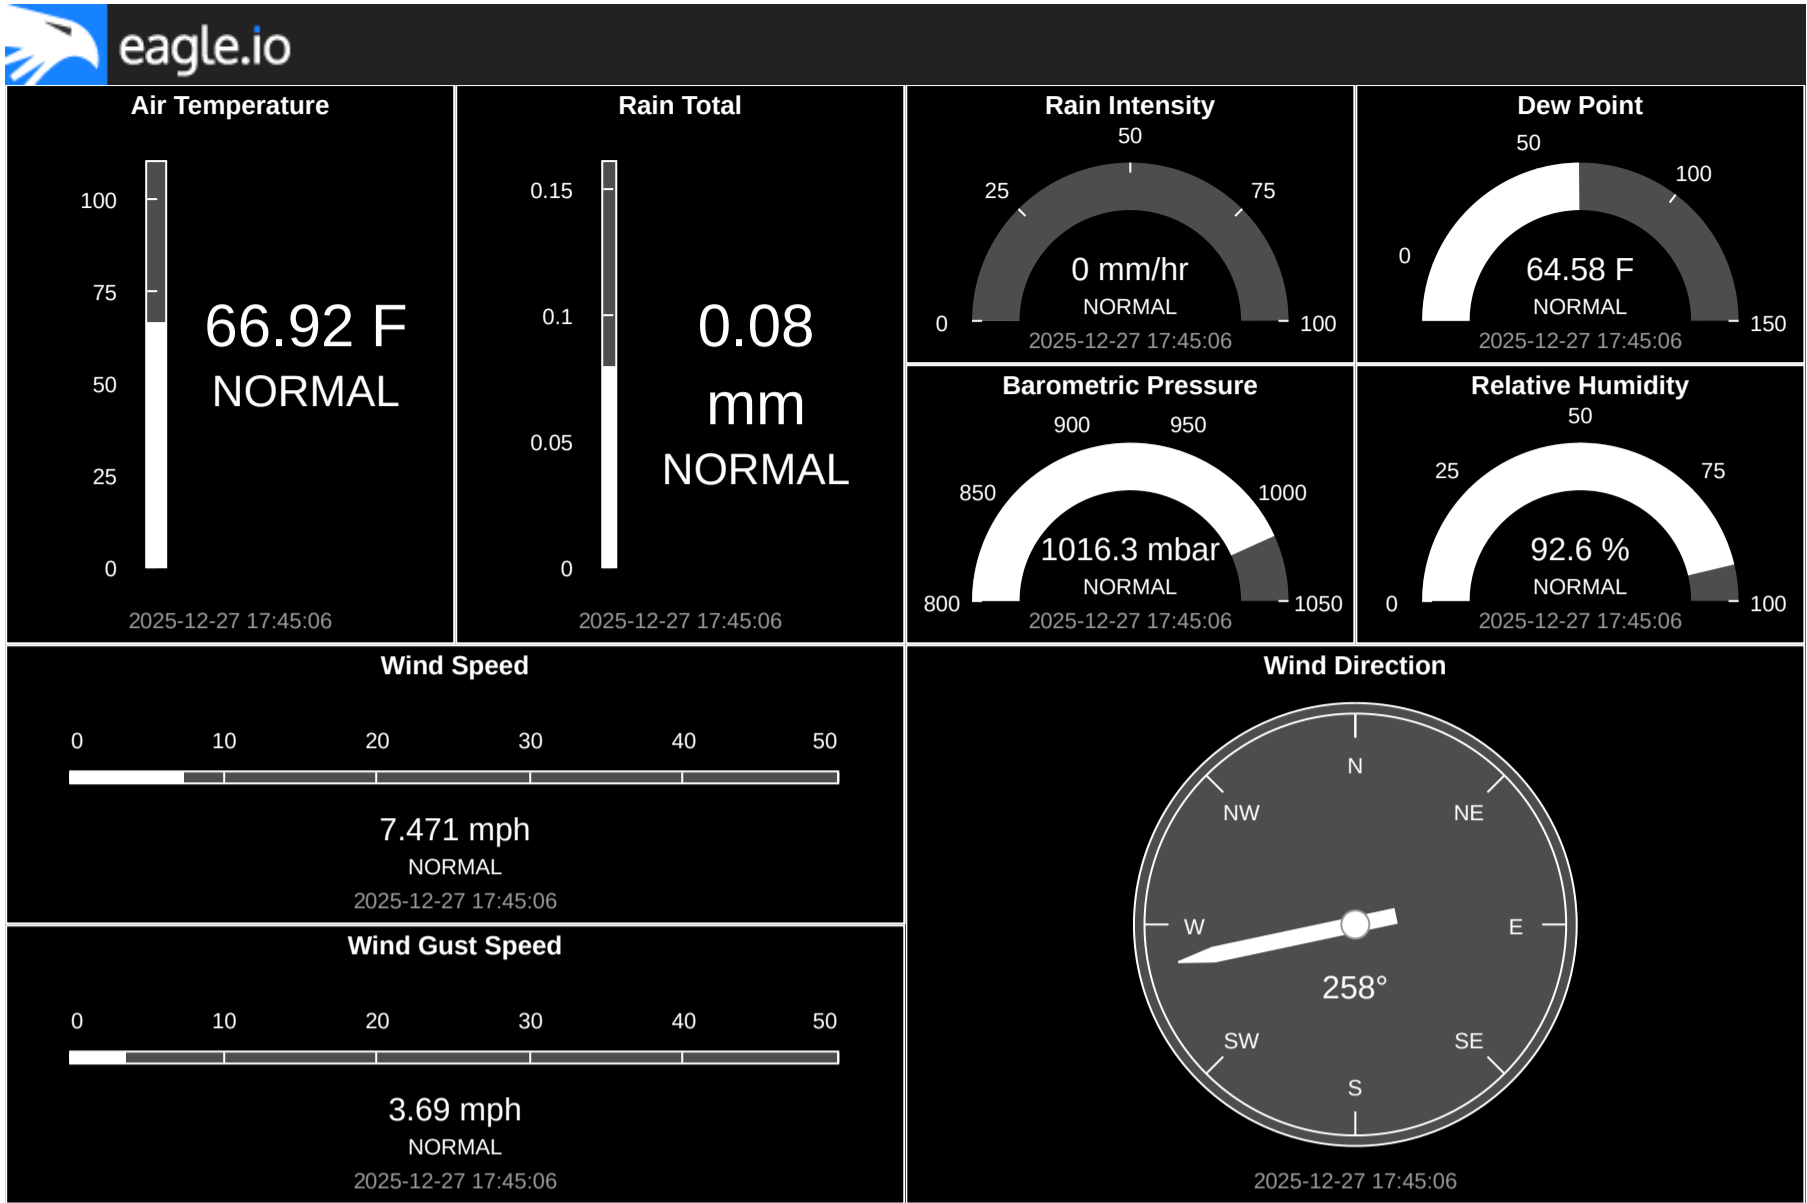 eagle.io
Air Temperature
100
75
50
25
0
66.92 F
NORMAL
2025-12-27 17:45:06
Rain Total
0.15
0.1
0.05
0
0.08
mm
NORMAL
2025-12-27 17:45:06
Rain Intensity
50
25
75
0
100
0 mm/hr
NORMAL
2025-12-27 17:45:06
Dew Point
50
100
0
150
64.58 F
NORMAL
2025-12-27 17:45:06
Barometric Pressure
900
950
850
1000
800
1050
1016.3 mbar
NORMAL
2025-12-27 17:45:06
Relative Humidity
50
25
75
0
100
92.6 %
NORMAL
2025-12-27 17:45:06
Wind Speed
0 10 20 30 40 50
7.471 mph
NORMAL
2025-12-27 17:45:06
Wind Gust Speed
0 10 20 30 40 50
3.69 mph
NORMAL
2025-12-27 17:45:06
Wind Direction
N
NW
NE
W
E
258°
SW
SE
S
2025-12-27 17:45:06